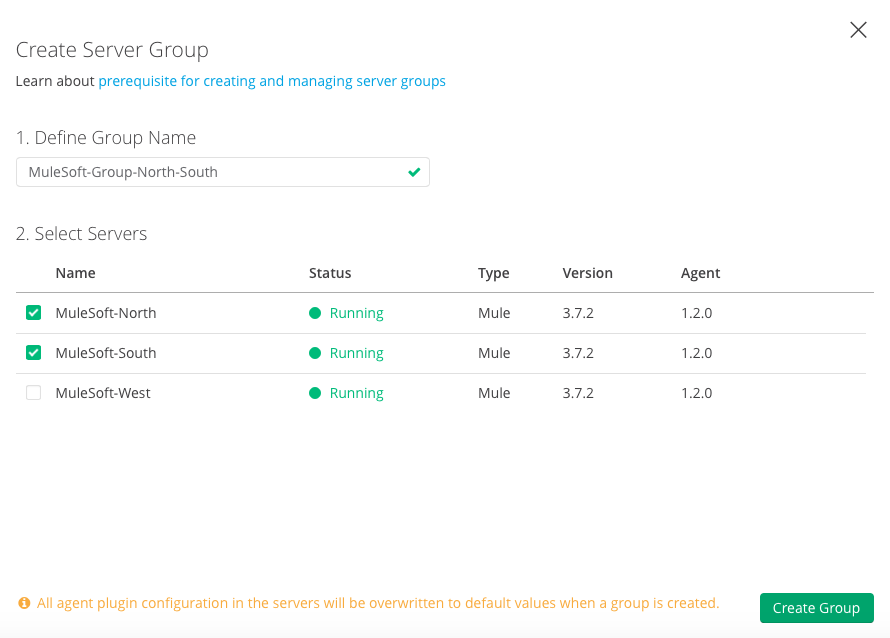 Create Server Group
Learn about prerequisite for creating and managing server groups
1. Define Group Name
MuleSoft-Group-North-South
2. Select Servers
Name Status Type Version Agent
MuleSoft-North Running Mule 3.7.2 1.2.0
MuleSoft-South Running Mule 3.7.2 1.2.0
MuleSoft-West Running Mule 3.7.2 1.2.0
All agent plugin configuration in the servers will be overwritten to default values when a group is created.
Create Group